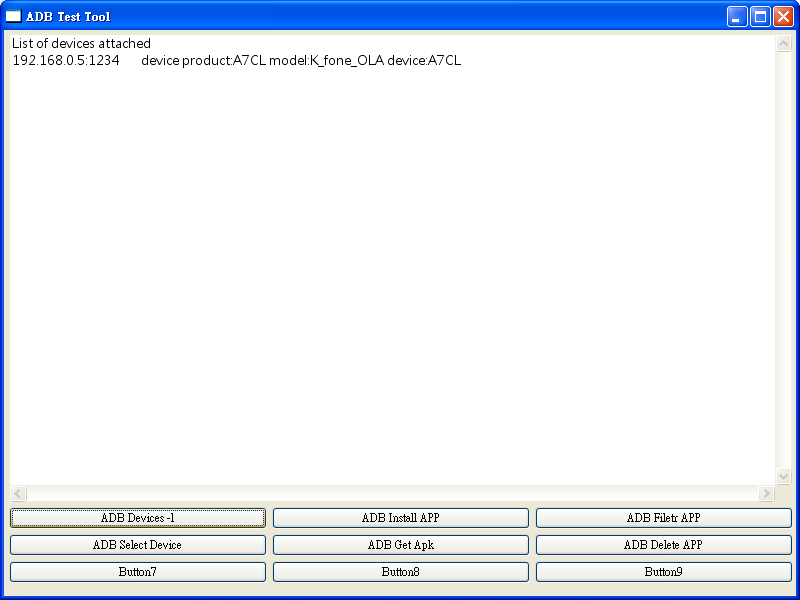 ADB Test Tool
List of devices attached
192.168.0.5:1234 device product:A7CL model:K_fone_OLA device:A7CL
ADB Devices -l ADB Install APP ADB Filetr APP
ADB Select Device ADB Get Apk ADB Delete APP
Button7 Button8 Button9